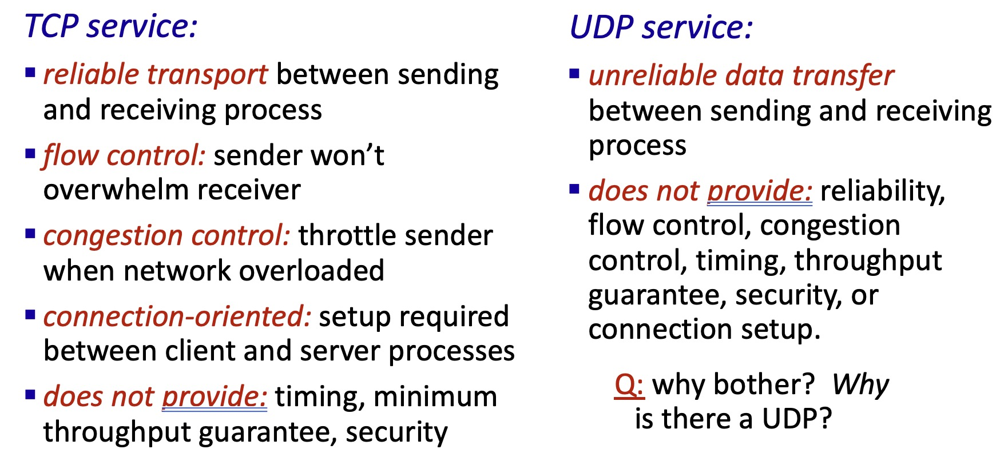 TCP service:
▪ reliable transport between sending
and receiving process
▪ flow control: sender won’t
overwhelm receiver
▪ congestion control: throttle sender
when network overloaded
▪ connection-oriented: setup required
between client and server processes
▪ does not provide: timing, minimum
throughput guarantee, security
UDP service:
▪ unreliable data transfer
between sending and receiving
process
▪ does not provide: reliability,
flow control, congestion
control, timing, throughput
guarantee, security, or
connection setup.
Q: why bother? Why
is there a UDP?